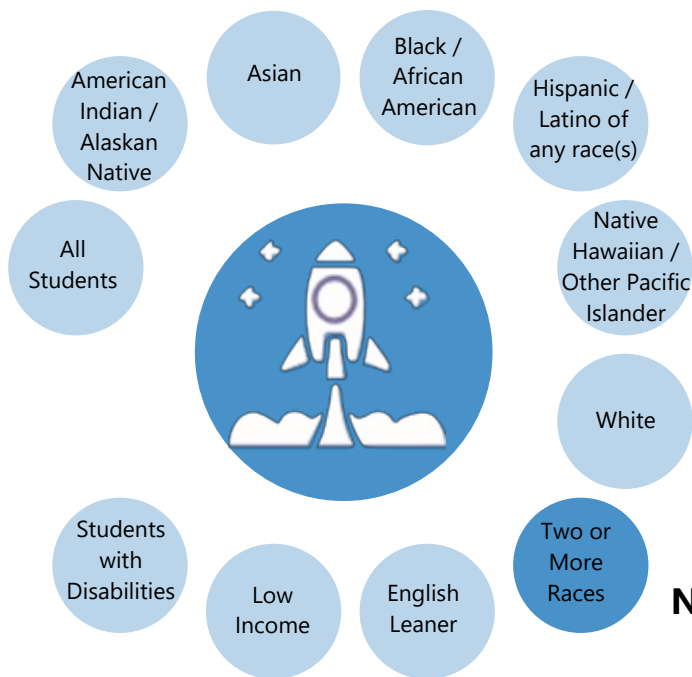 American
Indian /
Alaskan
Native
Asian
Black /
African
American
Hispanic /
Latino of
any race(s)
All
Students
Native
Hawaiian /
Other Pacific
Islander
White
Students
with
Disabilities
Low
Income
English
Leaner
Two or
More
Races
N